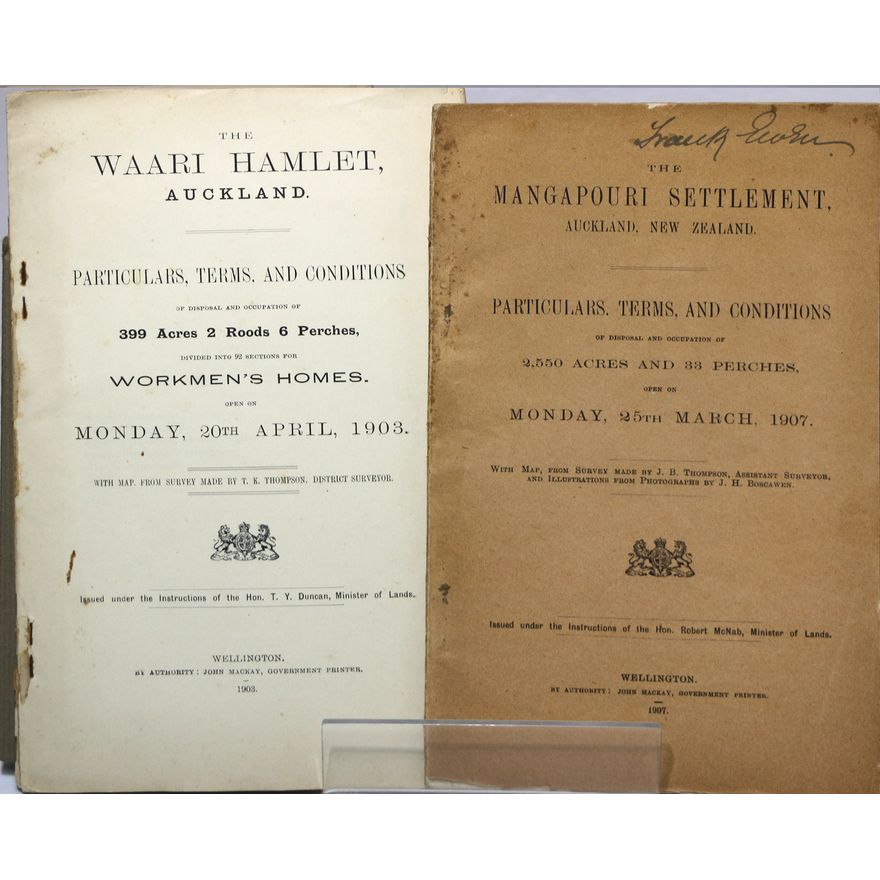 THE
WAARI HAMLET,
AUCKLAND.
PARTICULARS, TERMS, AND CONDITIONS
OF DISPOSAL AND OCCUPATION OF
399 Acres 2 Roods 6 Perches,
DIVIDED INTO 92 SECTIONS FOR
WORKMEN'S HOMES.
OPEN ON
MONDAY, 20TH APRIL, 1903.
WITH MAP, FROM SURVEY MADE BY T. K. THOMPSON, DISTRICT SURVEYOR.
Issued under the Instructions of the Hon. T. Y. Duncan, Minister of Lands.
WELLINGTON.
BY AUTHORITY: JOHN MACKAY, GOVERNMENT PRINTER.
1903.
Frank
THE
MANGAPOURI SETTLEMENT,
AUCKLAND, NEW ZEALAND.
PARTICULARS, TERMS, AND CONDITIONS
OF DISPOSAL AND OCCUPATION OF
2,550 ACRES AND 33 PERCHES,
OPEN ON
MONDAY, 25TH MARCH, 1907.
WITH MAP, FROM SURVEY MADE BY J. B. THOMPSON, ASSISTANT SURVEYOR,
AND ILLUSTRATIONS FROM PHOTOGRAPHS BY J. H. BOSCAWEN.
Issued under the Instructions of the Hon. Robert McNab, Minister of Lands.
WELLINGTON.
BY AUTHORITY: JOHN MACKAY, GOVERNMENT PRINTER.
1907.